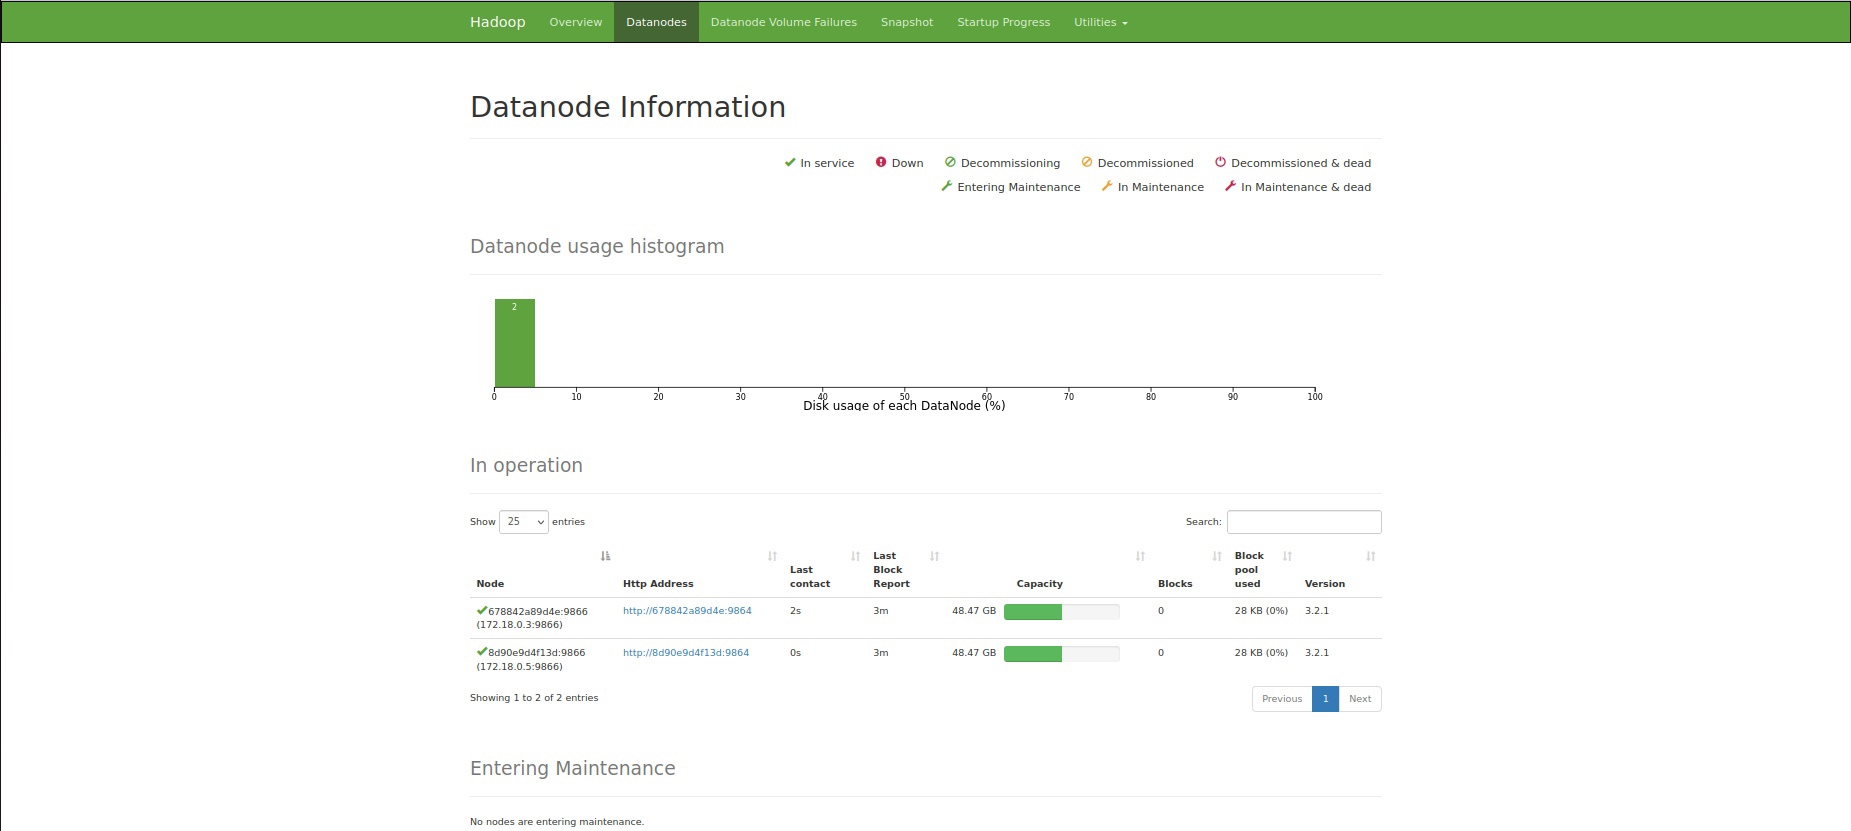 Hadoop Overview Datanodes Datanode Volume Failures Snapshot Startup Progress Utilities
Datanode Information
In service Down Decommissioning Decommissioned Decommissioned & dead
Entering Maintenance In Maintenance In Maintenance & dead
Datanode usage histogram
2
0 10 20 30 40 50 60 70 80 90 100
Disk usage of each DataNode (%)
In operation
Show 25 entries Search:
Node Http Address Last contact Last Block Report Capacity Blocks Block pool used Version
678842a89d4e:9866 http://678842a89d4e:9864 2s 3m 48.47 GB 0 28 KB (0%) 3.2.1
(172.18.0.3:9866)
8d90e9d4f13d:9866 http://8d90e9d4f13d:9864 0s 3m 48.47 GB 0 28 KB (0%) 3.2.1
(172.18.0.5:9866)
Showing 1 to 2 of 2 entries Previous 1 Next
Entering Maintenance
No nodes are entering maintenance.